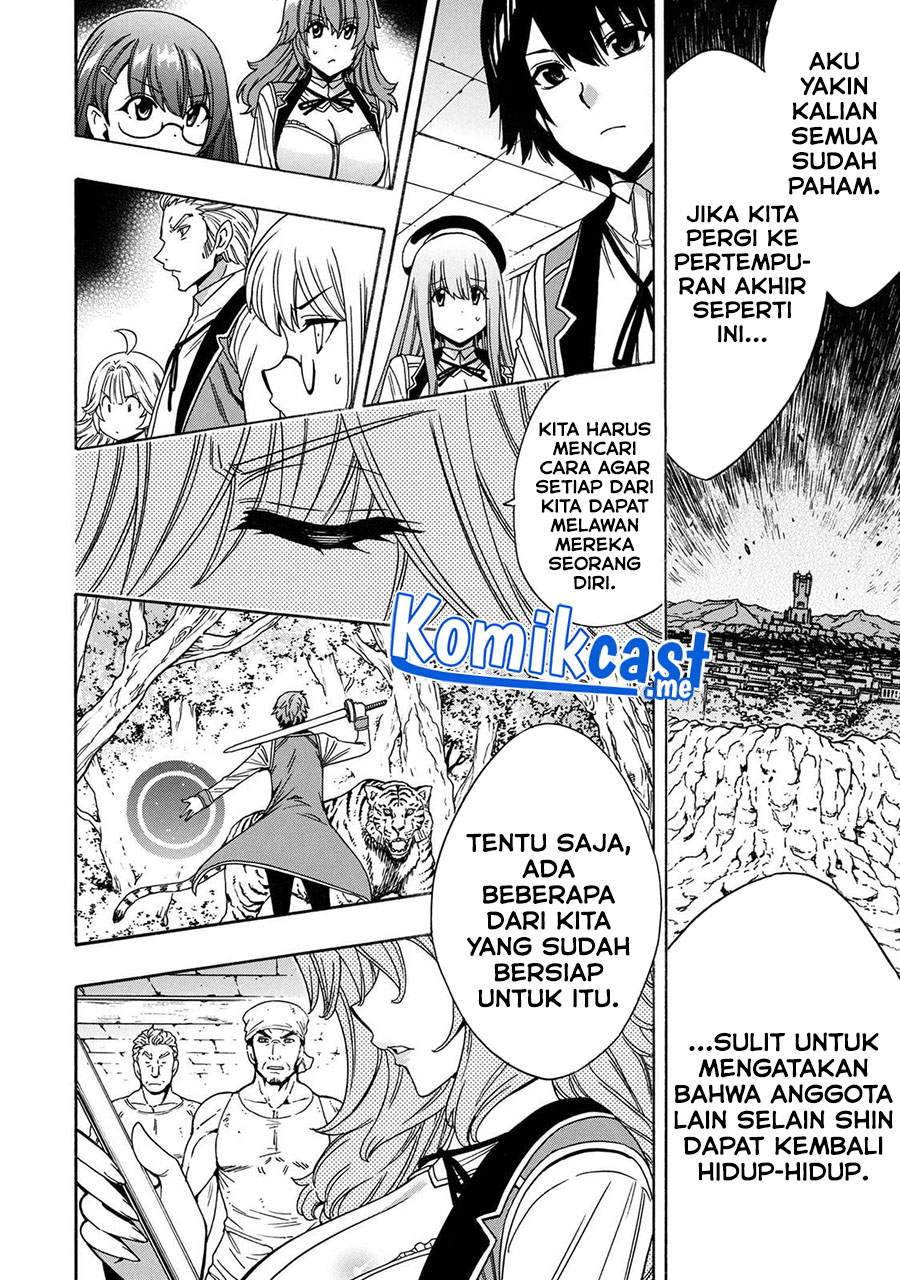 AKU
YAKIN
KALIAN
SEMUA
SUDAH
PAHAM.
JIKA KITA
PERGI KE
PERTEMPU-
RAN AKHIR
SEPERTI
INI...
...SULIT UNTUK
MENGATAKAN
BAHWA ANGGOTA
LAIN SELAIN SHIN
DAPAT KEMBALI
HIDUP-HIDUP.
KITA HARUS
MENCARI
CARA AGAR
SETIAP DARI
KITA DAPAT
MELAWAN
MEREKA
SEORANG
DIRI.
Komikcast
.me
TENTU SAJA,
ADA
BEBERAPA
DARI KITA
YANG SUDAH
BERSIAP
UNTUK ITU.